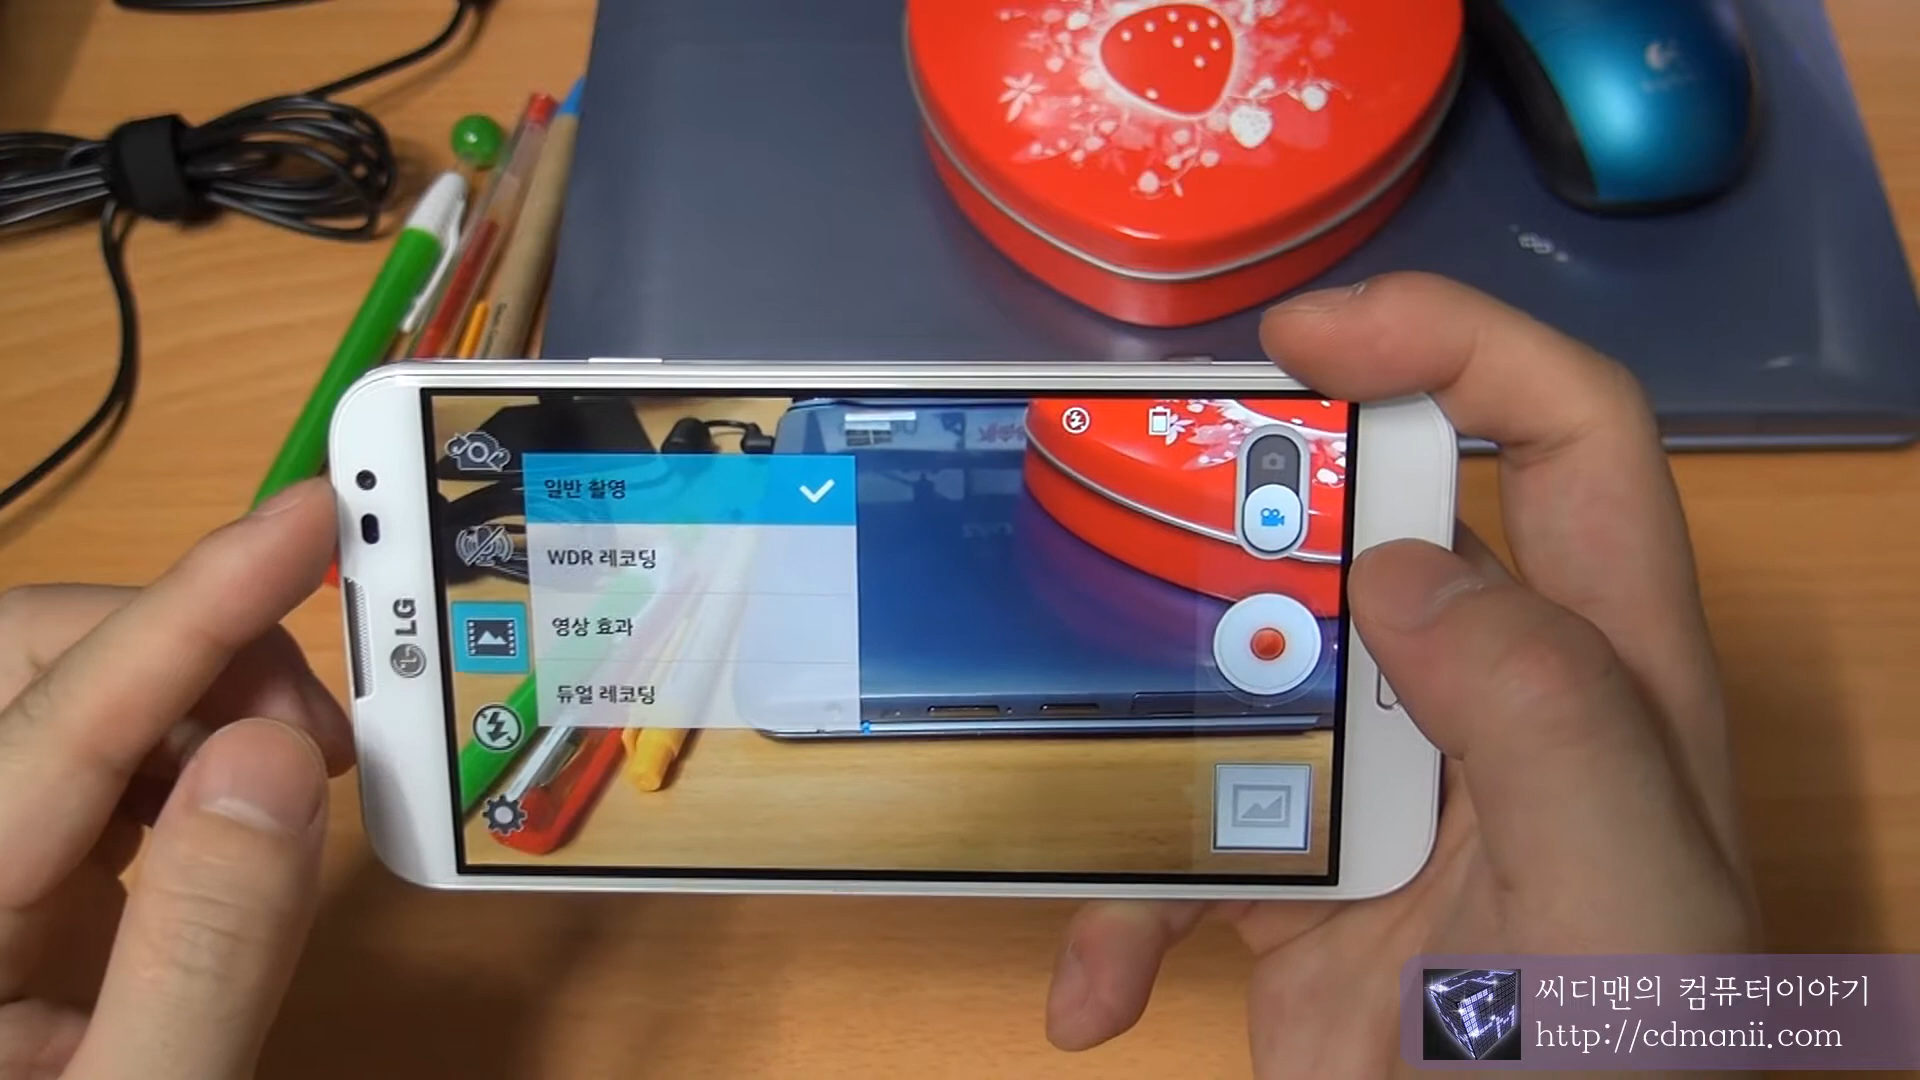 일반 촬영
WDR 레코딩
영상 효과
듀얼 레코딩
LG
씨디맨의 컴퓨터이야기
http://cdmanii.com